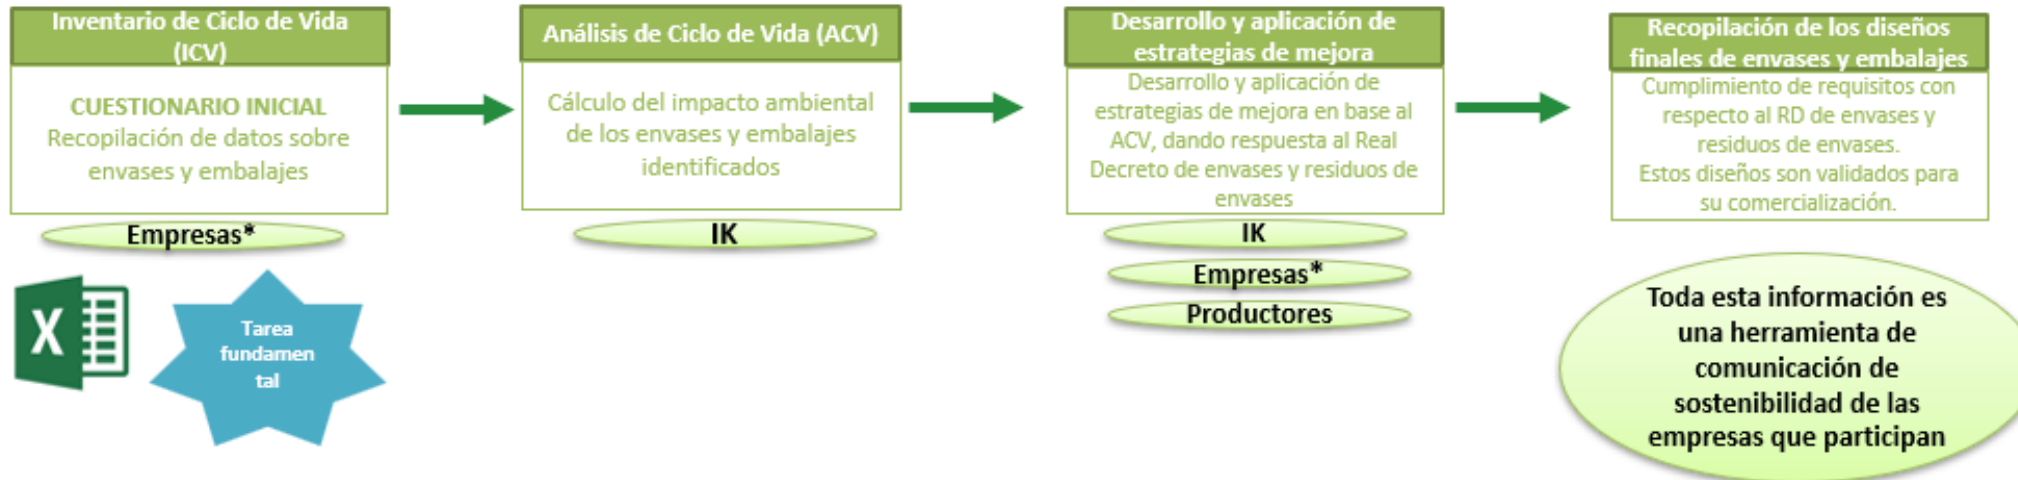 Inventario de Ciclo de Vida
(ICV)
CUESTIONARIO INICIAL
Recopilación de datos sobre
envases y embalajes
Empresas*
X
Tarea
fundamen
tal
Análisis de Ciclo de Vida (ACV)
Cálculo del impacto ambiental
de los envases y embalajes
identificados
IK
Desarrollo y aplicación de
estrategias de mejora
Desarrollo y aplicación de
estrategias de mejora en base al
ACV, dando respuesta al Real
Decreto de envases y residuos de
envases
IK
Empresas*
Productores
Recopilación de los diseños
finales de envases y embalajes
Cumplimiento de requisitos con
respecto al RD de envases y
residuos de envases.
Estos diseños son validados para
su comercialización.
Toda esta información es
una herramienta de
comunicación de
sostenibilidad de las
empresas que participan